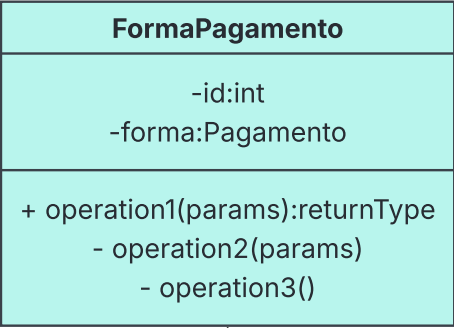 FormaPagamento
-id:int
-forma:Pagamento
+ operation1(params):returnType
- operation2(params)
- operation3()